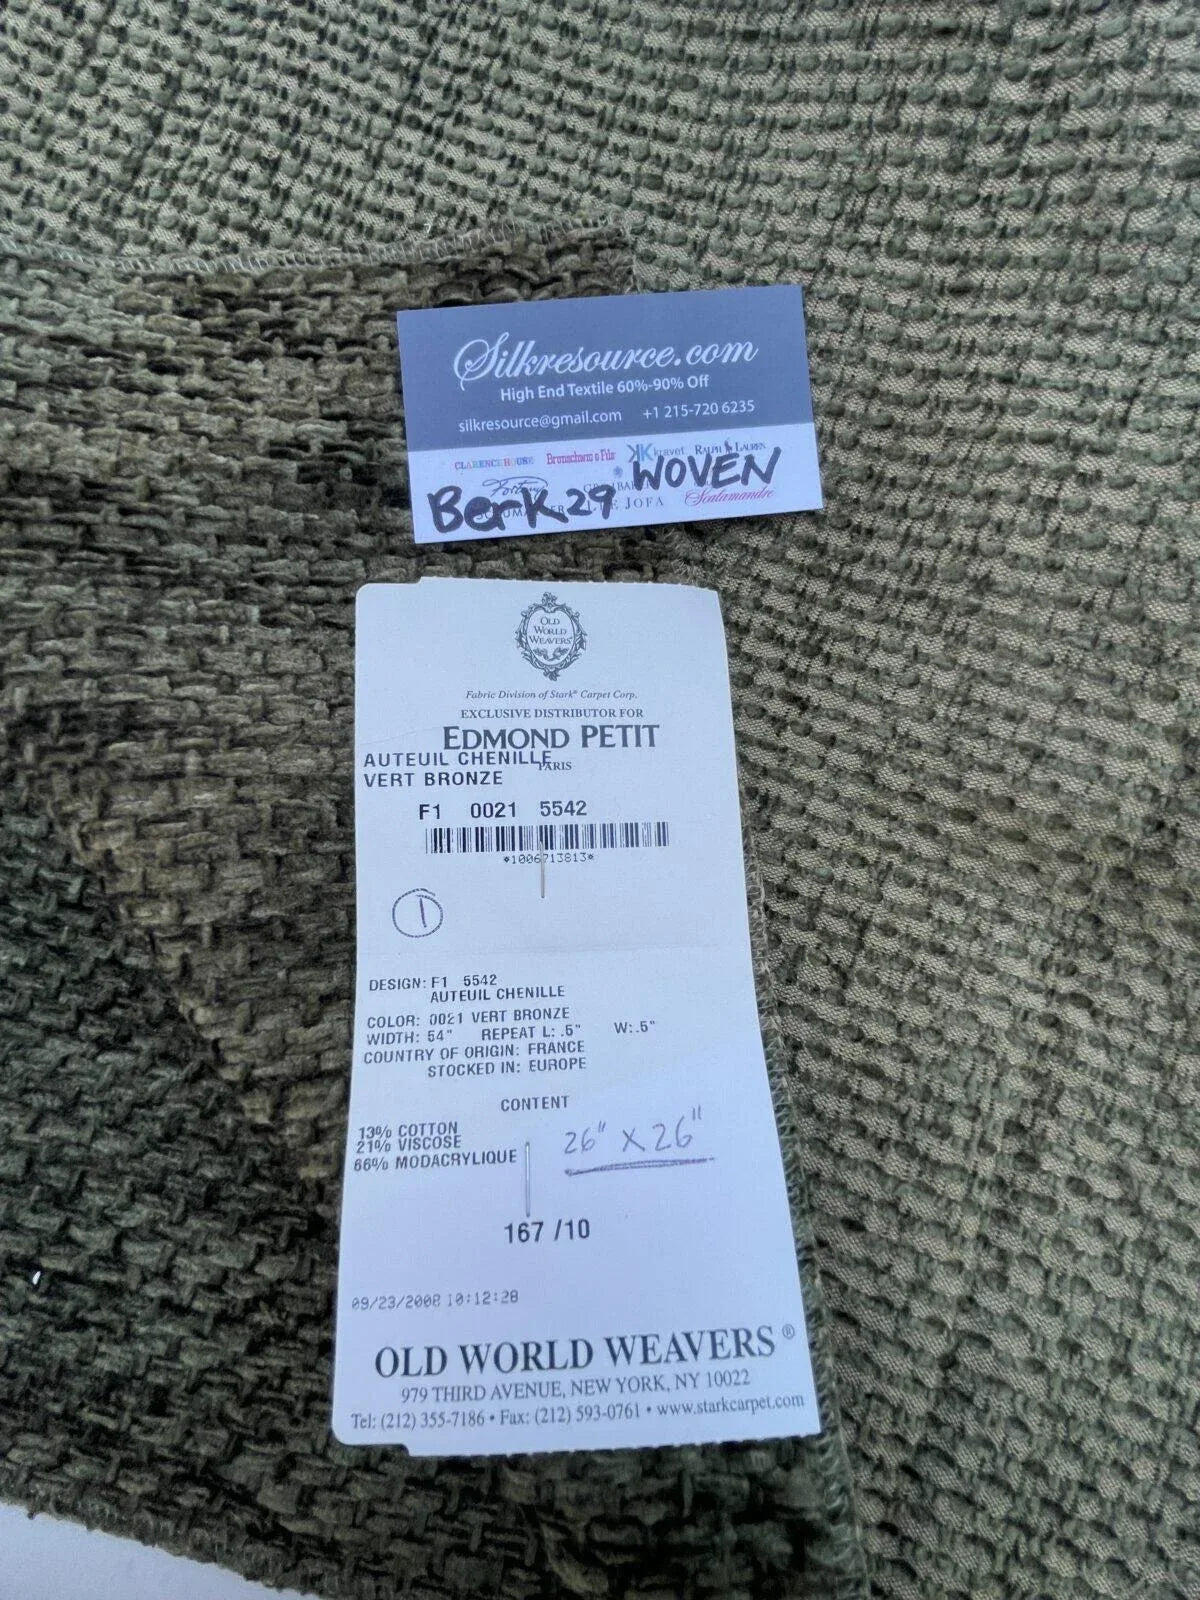 Silkresource.com
High End Textile 60%-90% Off
silkresource@gmail.com +1 215-720 6235
CLARENCE HOUSE Brunschwig & Fils kravet RALPH LAUREN
Fortuny WOVEN
Berk29 LEE JOFA Scalamandre
OLD
WORLD
WEAVERS
Fabric Division of Stark® Carpet Corp.
EXCLUSIVE DISTRIBUTOR FOR
EDMOND PETIT
PARIS
AUTEUIL CHENILLE
VERT BRONZE
F1 0021 5542
*1006713813*
1
DESIGN: F1 5542
AUTEUIL CHENILLE
COLOR: 0021 VERT BRONZE
WIDTH: 54" REPEAT L: .5" W:.5"
COUNTRY OF ORIGIN: FRANCE
STOCKED IN: EUROPE
CONTENT
13% COTTON
21% VISCOSE
66% MODACRYLIQUE
26" X 26"
167 /10
09/23/2008 10:12:28
OLD WORLD WEAVERS ®
979 THIRD AVENUE, NEW YORK, NY 10022
Tel: (212) 355-7186 • Fax: (212) 593-0761 • www.starkcarpet.com